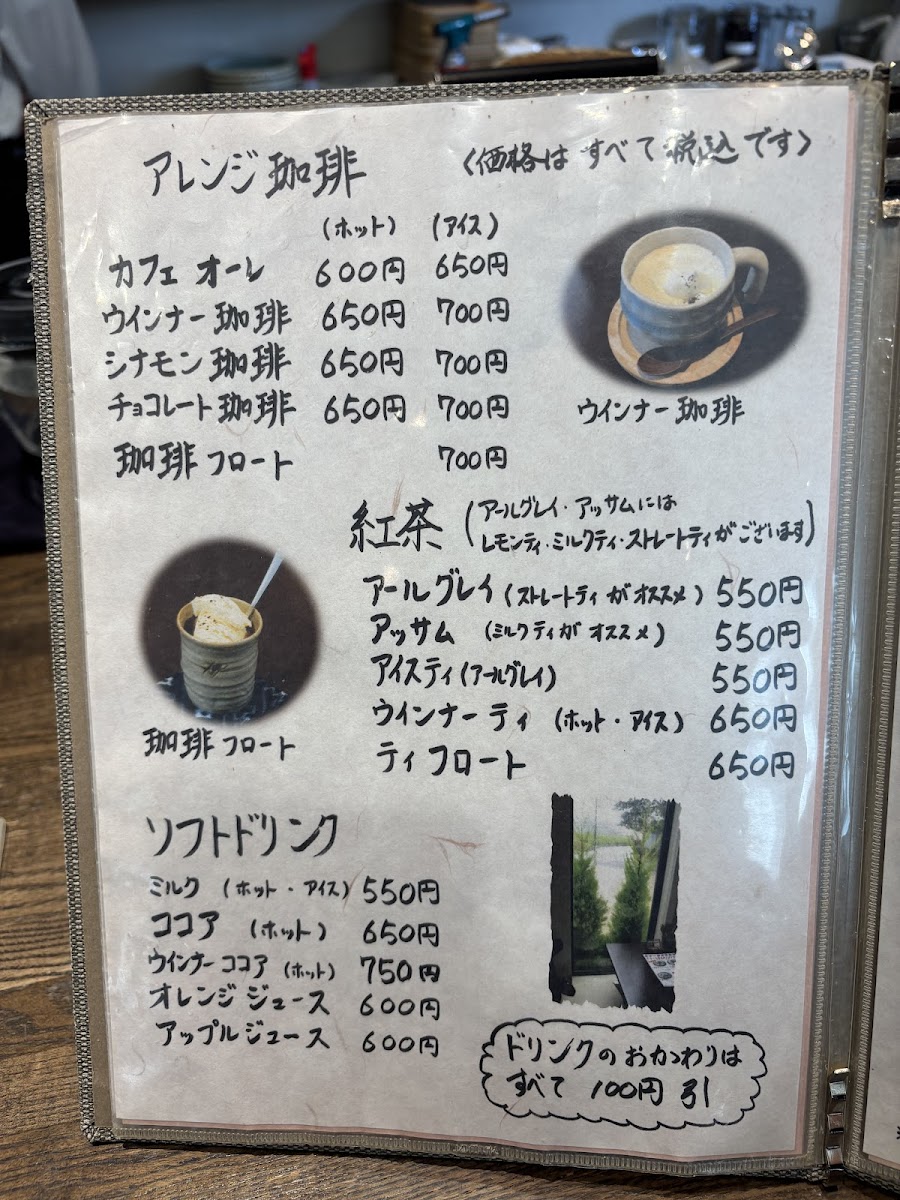 アレンジ珈琲 〈価格は すべて税込です〉
(ホット) (アイス)
カフェ オーレ 600円 650円
ウインナー珈琲 650円 700円
シナモン珈琲 650円 700円
チョコレート珈琲 650円 700円
珈琲フロート 700円
ウインナー珈琲
紅茶 (アールグレイ・アッサムには
レモンティ・ミルクティ・ストレートティがございます)
アールグレイ(ストレートティがオススメ) 550円
アッサム (ミルクティがオススメ) 550円
アイスティ(アールグレイ) 550円
ウインナーティ (ホット・アイス) 650円
ティフロート 650円
珈琲フロート
ソフトドリンク
ミルク (ホット・アイス) 550円
ココア (ホット) 650円
ウインナーココア(ホット) 750円
オレンジジュース 600円
アップルジュース 600円
ドリンクのおかわりは
すべて 100円 引